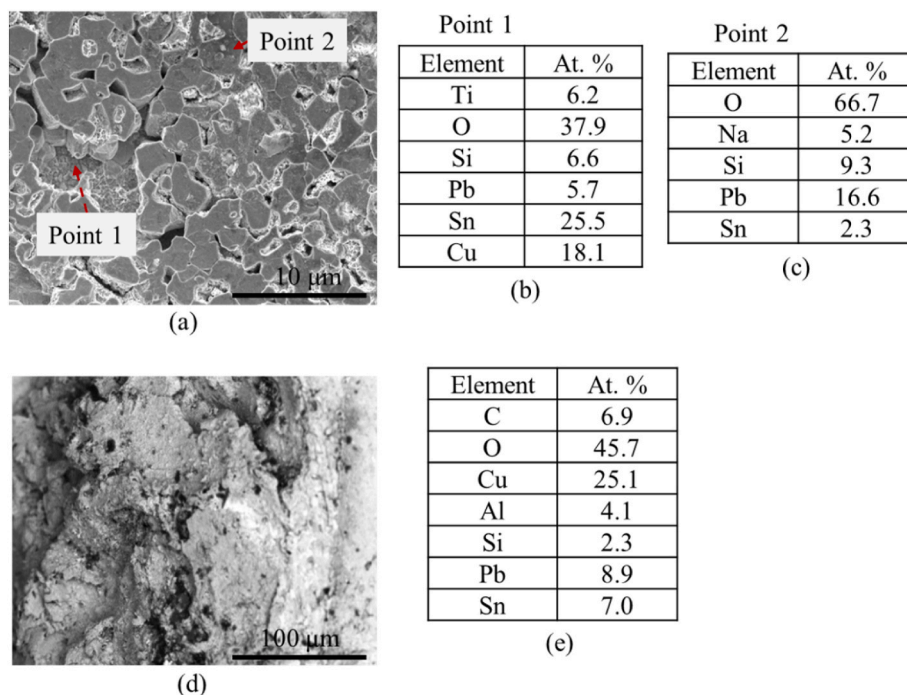 Point 1
Point 2
Point 2
Element At. %
Ti 6.2
O 37.9
Si 6.6
Pb 5.7
Sn 25.5
Cu 18.1
Element At. %
O 66.7
Na 5.2
Si 9.3
Pb 16.6
Sn 2.3
Point 1
10 μm
(a)
(b)
(c)
Element At. %
C 6.9
O 45.7
Cu 25.1
Al 4.1
Si 2.3
Pb 8.9
Sn 7.0
100 μm
(d)
(e)